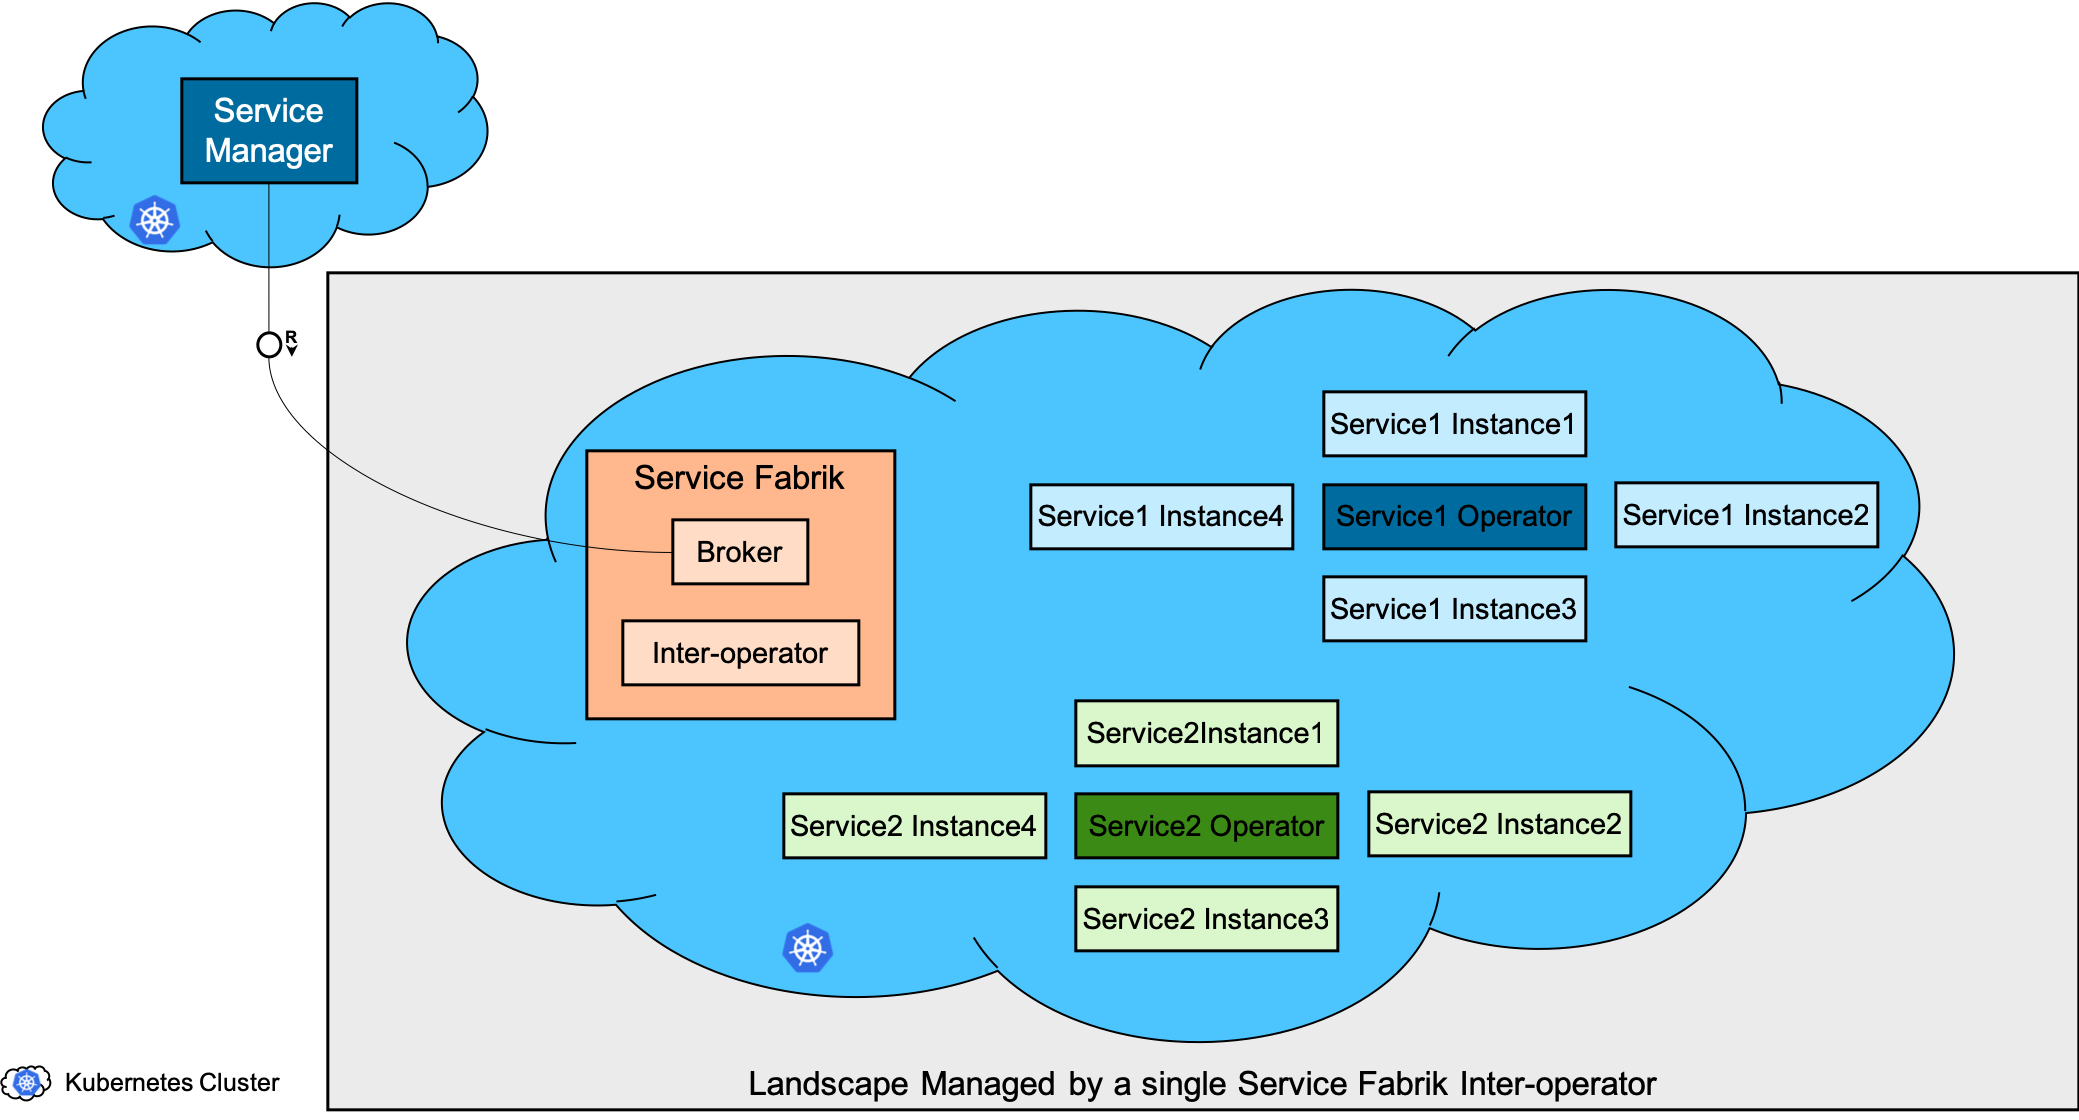 Service
Manager
R
Service Fabrik
Broker
Inter-operator
Service1 Instance1
Service1 Instance4
Service1 Operator
Service1 Instance2
Service1 Instance3
Service2Instance1
Service2 Instance4
Service2 Operator
Service2 Instance2
Service2 Instance3
Kubernetes Cluster
Landscape Managed by a single Service Fabrik Inter-operator